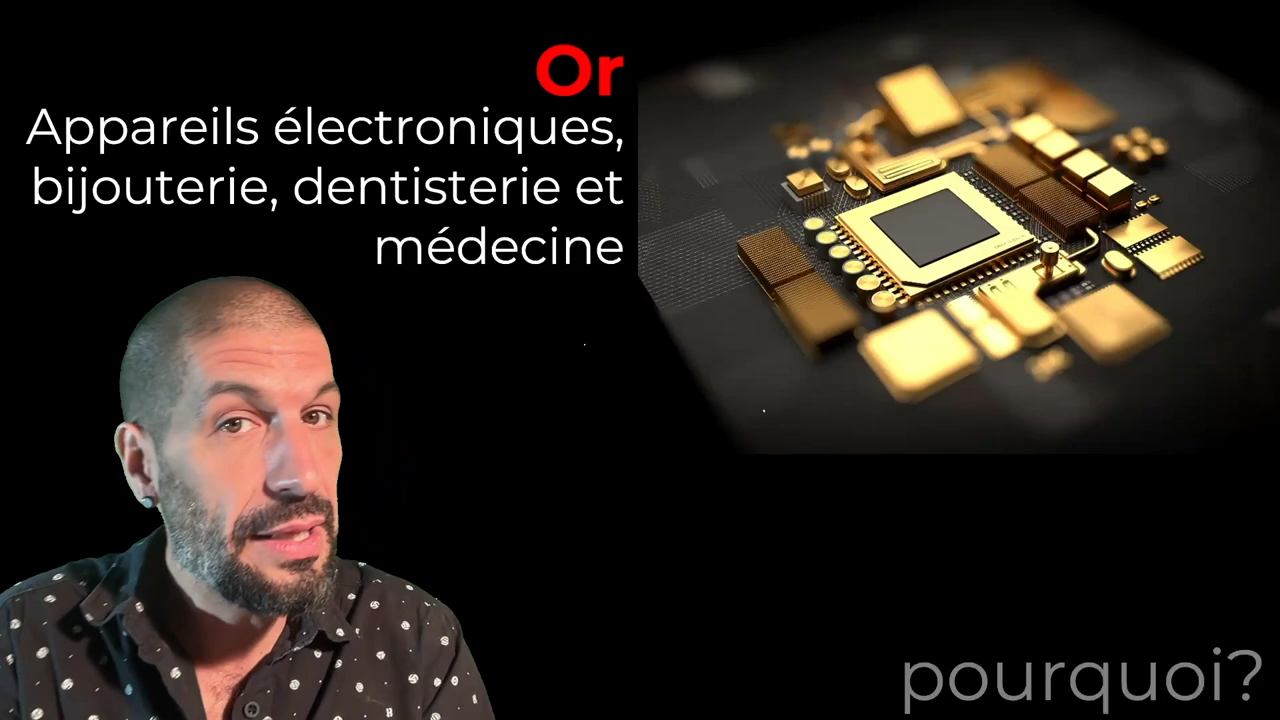 Or
Appareils électroniques,
bijouterie, dentisterie et
médecine
pourquoi?